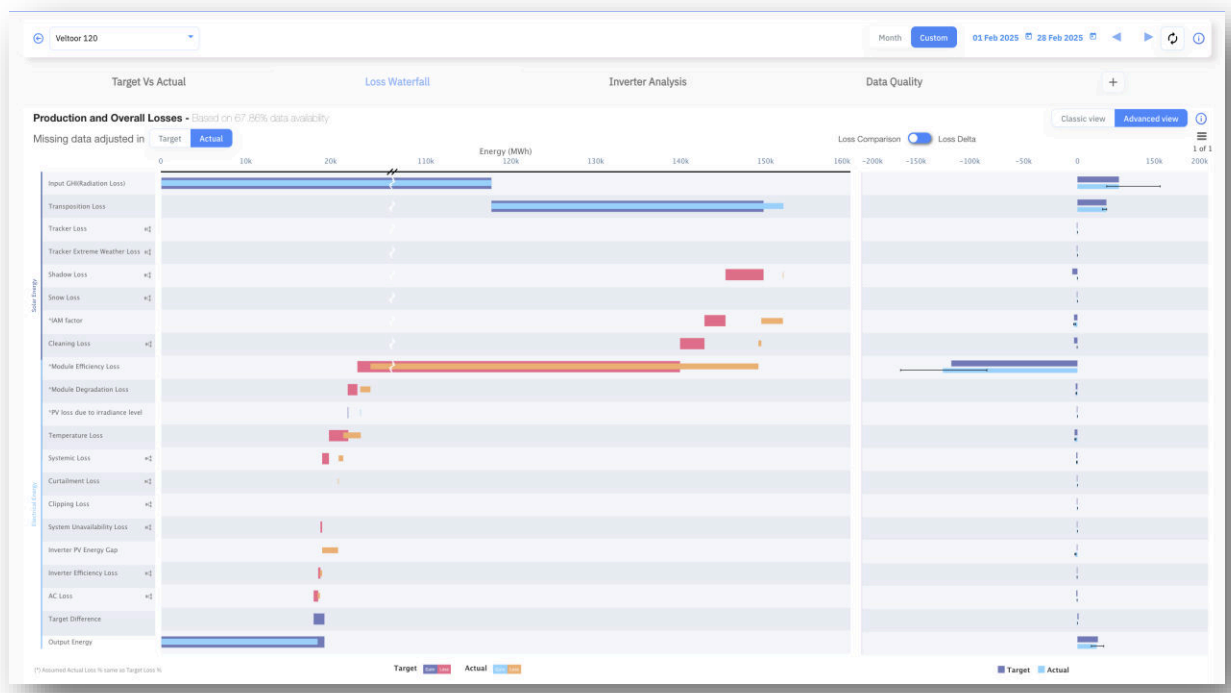 Veltoor 120
Month Custom 01 Feb 2025 28 Feb 2025
Target Vs Actual Loss Waterfall Inverter Analysis Data Quality +
Production and Overall Losses - Based on 67.86% data availability
Classic view Advanced view
Missing data adjusted in Target Actual
Loss Comparison Loss Delta
1 of 1
Energy (MWh)
0 10k 20k 110k 120k 130k 140k 150k 160k -200k -150k -100k -50k 0 150k 200k
Input GHI(Radiation Loss)
Transposition Loss
Tracker Loss
Tracker Extreme Weather Loss
Shadow Loss
Snow Loss
*IAM factor
Cleaning Loss
*Module Efficiency Loss
*Module Degradation Loss
*PV loss due to irradiance level
Temperature Loss
Systemic Loss
Curtailment Loss
Clipping Loss
System Unavailability Loss
Inverter PV Energy Gap
Inverter Efficiency Loss
AC Loss
Target Difference
Output Energy
Solar Energy
Electrical Energy
(*) Assumed Actual Loss % same as Target Loss %
Target Gain Loss Actual Gain Loss
Target Actual